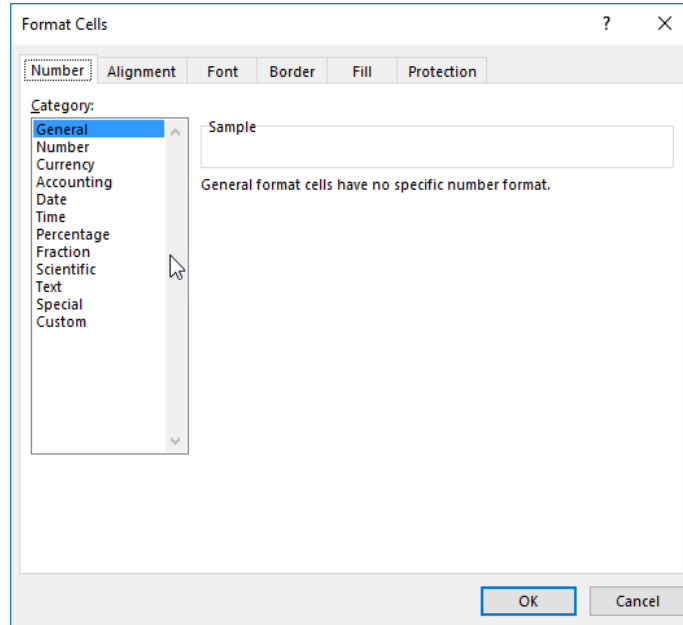 Format Cells ?
Number Alignment Font Border Fill Protection
Category:
General
Number
Currency
Accounting
Date
Time
Percentage
Fraction
Scientific
Text
Special
Custom
Sample
General format cells have no specific number format.
OK Cancel